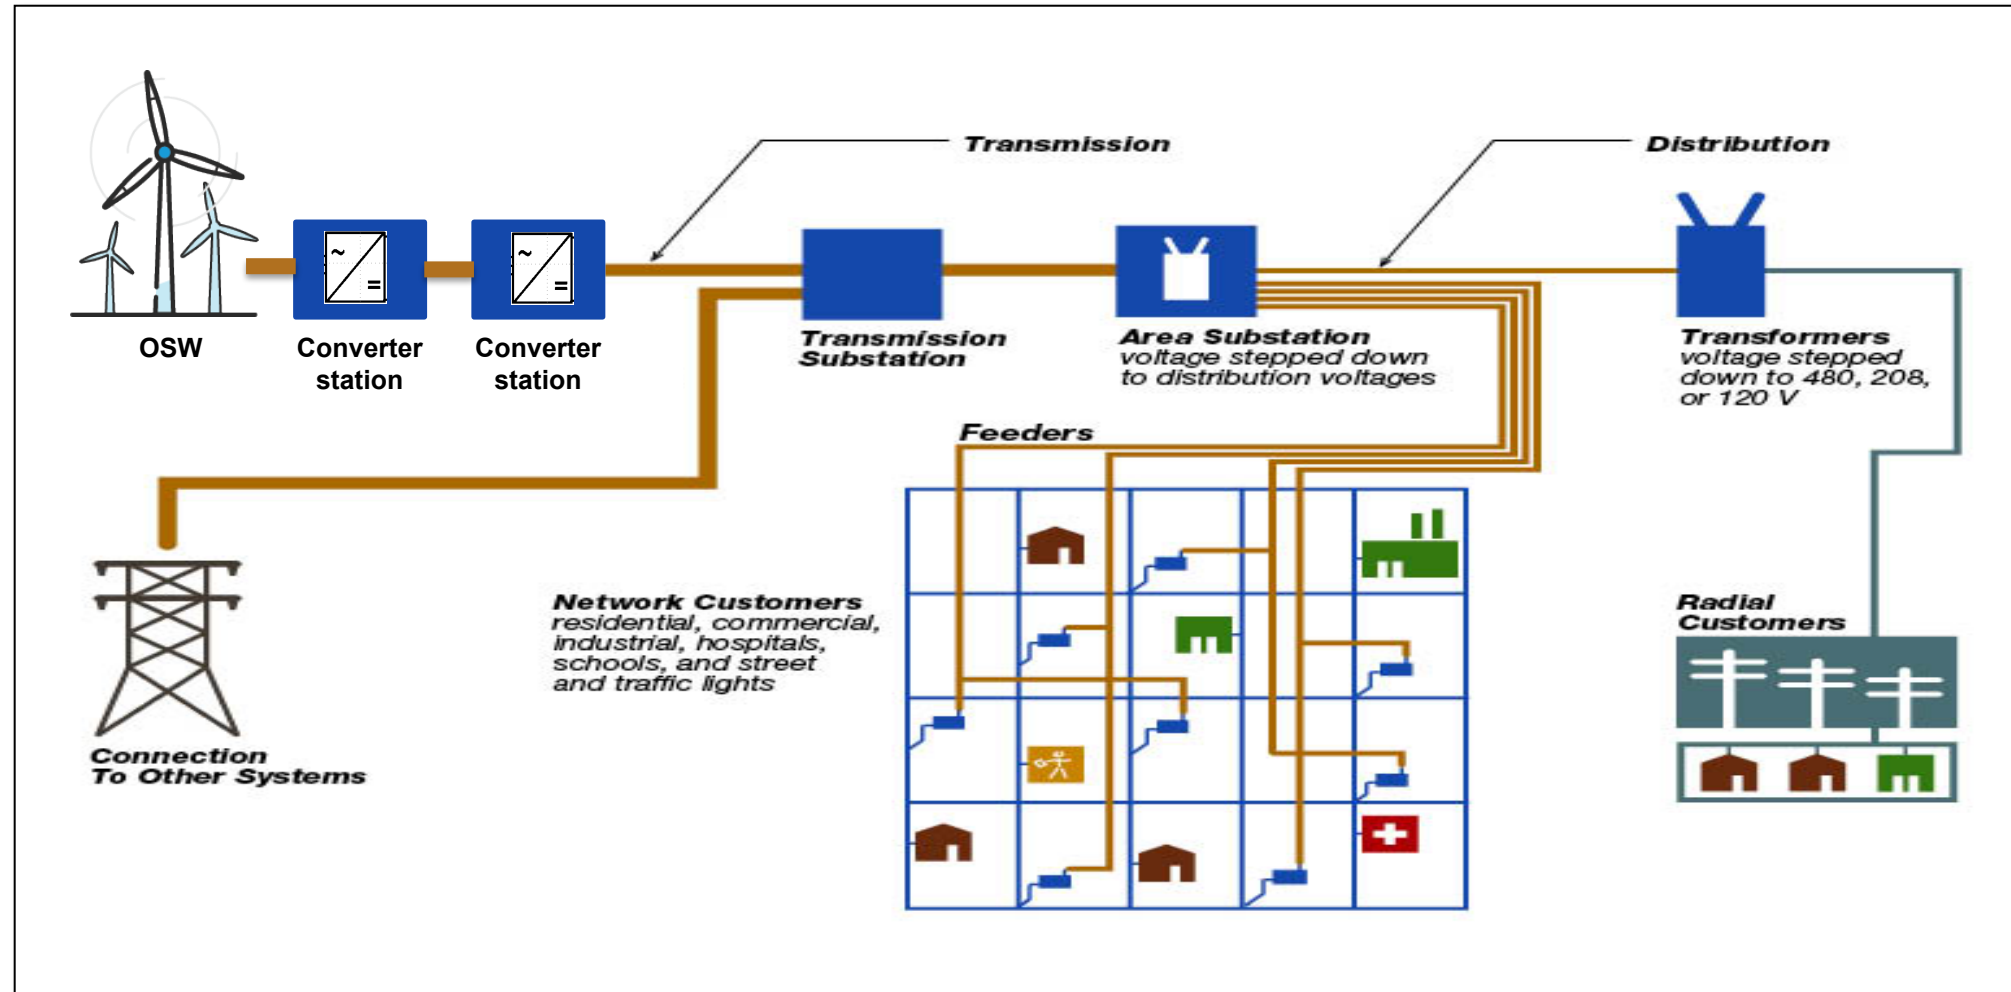 Transmission
Distribution
OSW
Converter
station
Converter
station
Transmission
Substation
Area Substation
voltage stepped down
to distribution voltages
Transformers
voltage stepped
down to 480, 208,
or 120 V
Feeders
Network Customers
residential, commercial,
industrial, hospitals,
schools, and street
and traffic lights
Radial
Customers
Connection
To Other Systems